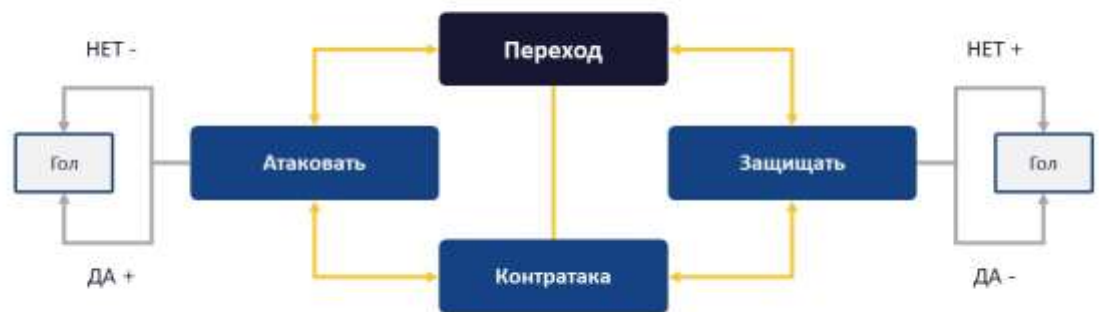 Переход
НЕТ -
НЕТ +
Гол
Атаковать
Защищать
Гол
ДА +
Контратака
ДА -